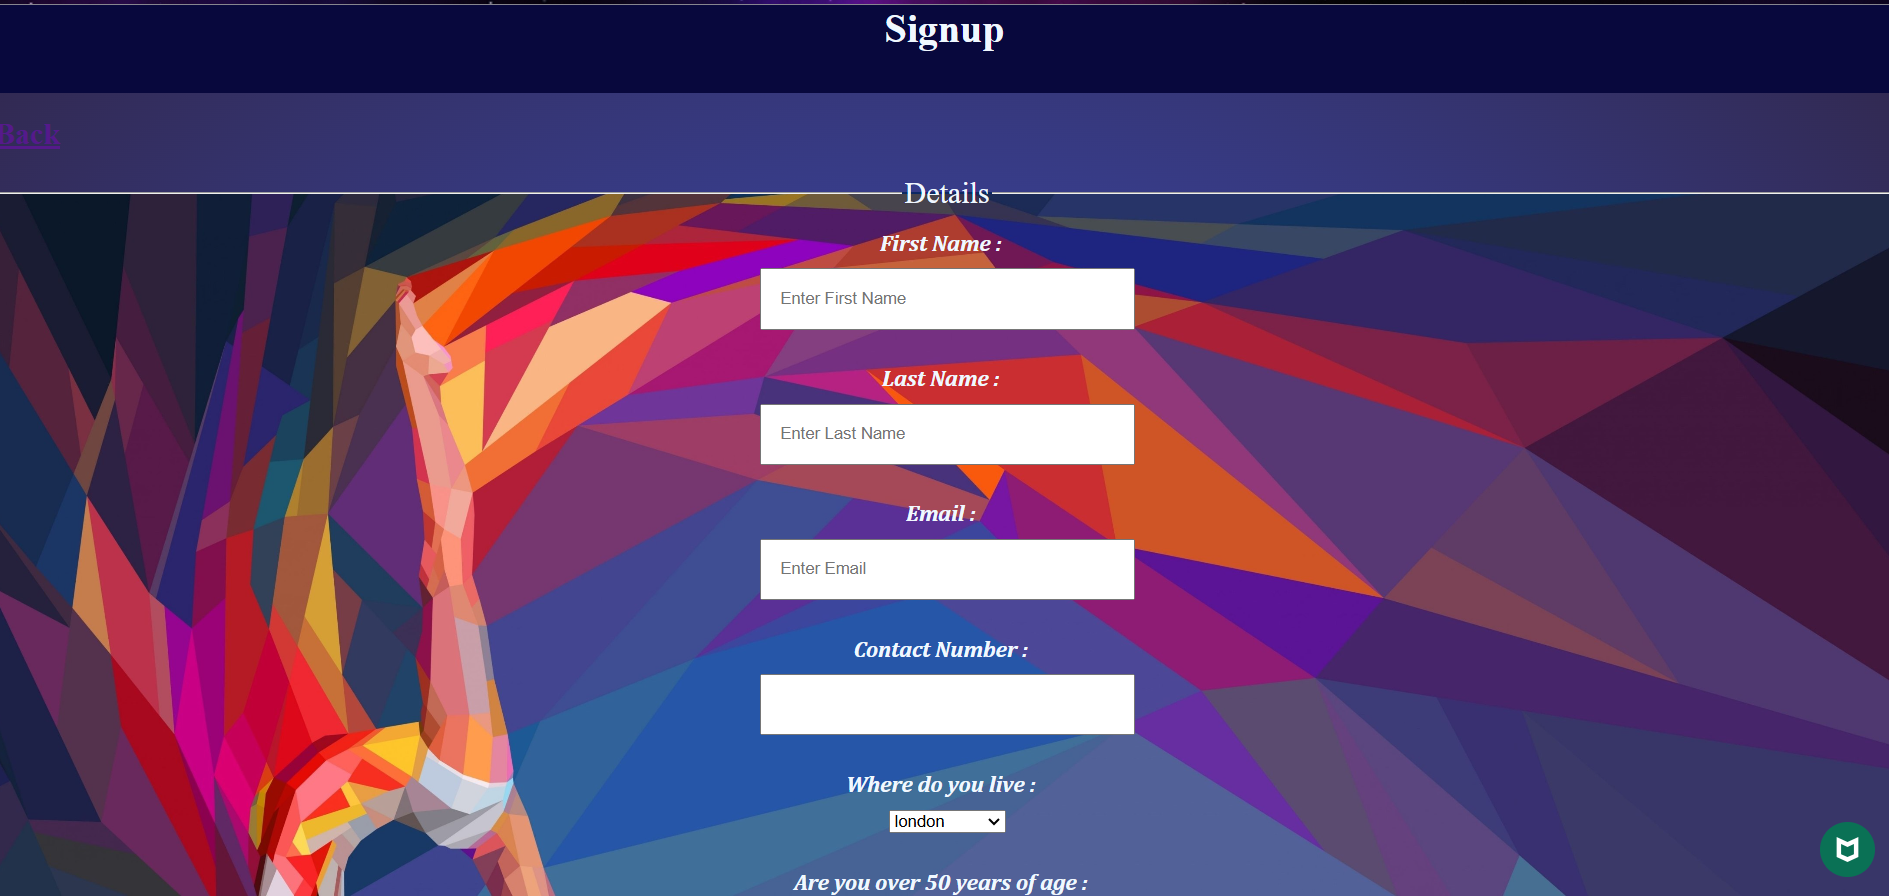 Signup
Back
Details
First Name :
Enter First Name
Last Name :
Enter Last Name
Email :
Enter Email
Contact Number :
Where do you live :
london
Are you over 50 years of age :